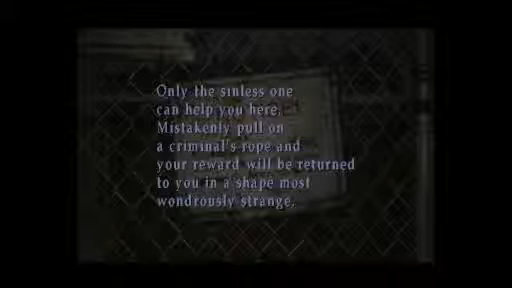 Only the sinless one
can help you here.
Mistakenly pull on
a criminal's rope and
your reward will be returned
to you in a shape most
wondrously strange.